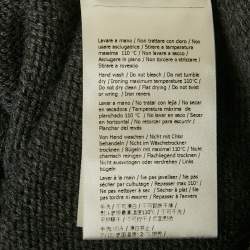 Lavare a mano / Non trattare con cloro / Non
usare asciugatrice / Stirare a temperatura
massima 110 °C / Non lavare a secco /
Asciugare in piano / Non torcere o strizzare /
Stirare a rovescio
Hand wash / Do not bleach / Do not tumble
dry / Ironing maximum temperature 110°C /
Do not dry clean / Flat drying / Do not twist
or wring / Iron revers
Lavar a mano / No tratar con lejía / No secar
en secadora / Temperatura máxima de
planchado 110°C / No lavar en seco / Secar
en horizontal / No retorcer para escurrir /
Planchar del revés
Von Hand waschen / Nicht mit Chlor
behandeln / Nicht im Wäschetrockner
trocknen / Bügeln mit maximal 110°C / Nicht
chemisch reinigen / Flachliegend trocknen
/ Nicht wringen oder schleudern / Auf links
bügeln
Laver à la main / Ne pas javelliser / Ne pas
sécher par culbutage / Repasser max 110°
/ Ne pas nettoyer à sec / Sécher à plat / Ne
pas tordre ni essorer / Repasser à l'envers